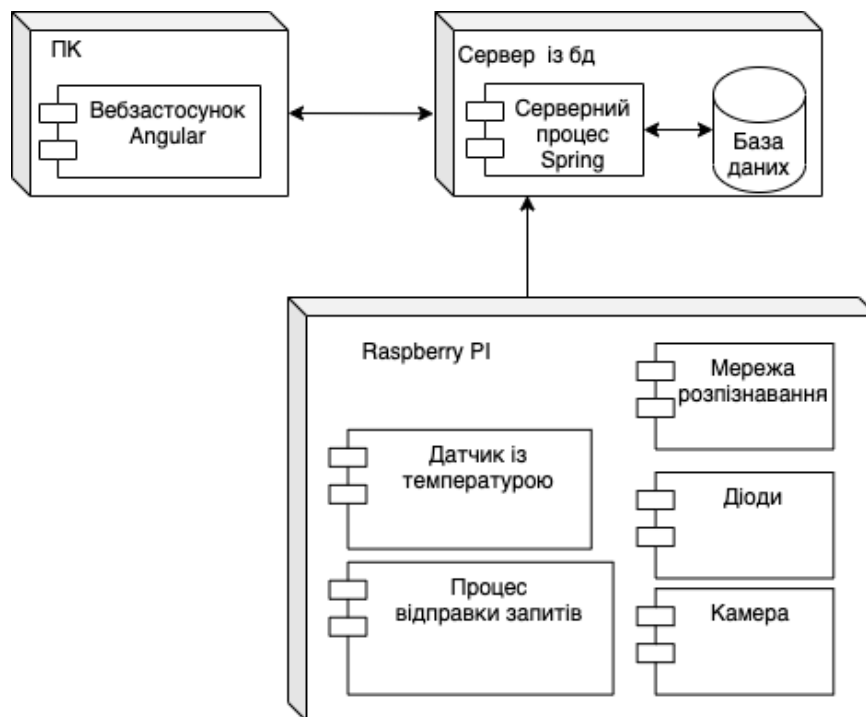 ПК
Вебзастосунок
Angular
Сервер із бд
Серверний
процес
Spring
База
даних
Raspberry PI
Мережа
розпізнавання
Датчик із
температурою
Діоди
Процес
відправки запитів
Камера